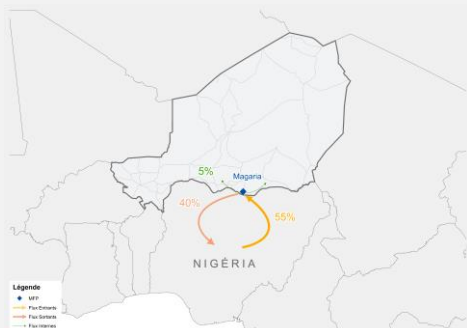 5%
Magaria
40%
55%
NIGÉRIA
Légende
MFP
Flux Entrants
Flux Sortants
Flux Internes